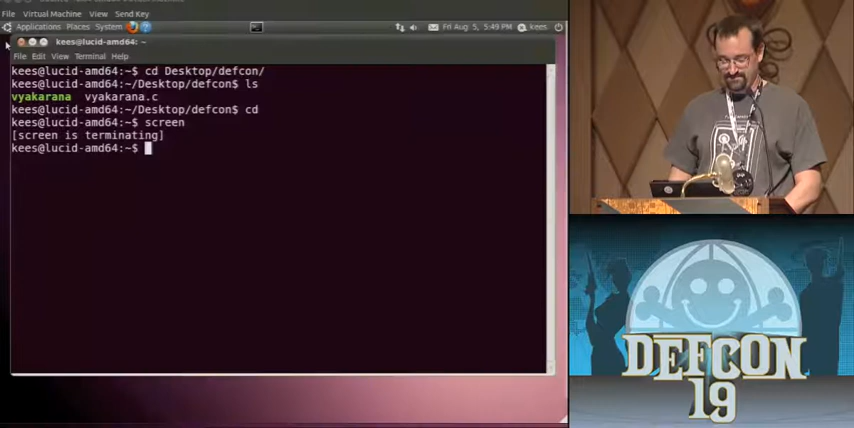 File Virtual Machine View Send Key
Applications Places System Fri Aug 5, 5:49 PM kees
kees@lucid-amd64: ~
File Edit View Terminal Help
kees@lucid-amd64:~$ cd Desktop/defcon/
kees@lucid-amd64:~/Desktop/defcon$ ls
vyakarana vyakarana.c
kees@lucid-amd64:~/Desktop/defcon$ cd
kees@lucid-amd64:~$ screen
[screen is terminating]
kees@lucid-amd64:~$
DEFCON
19